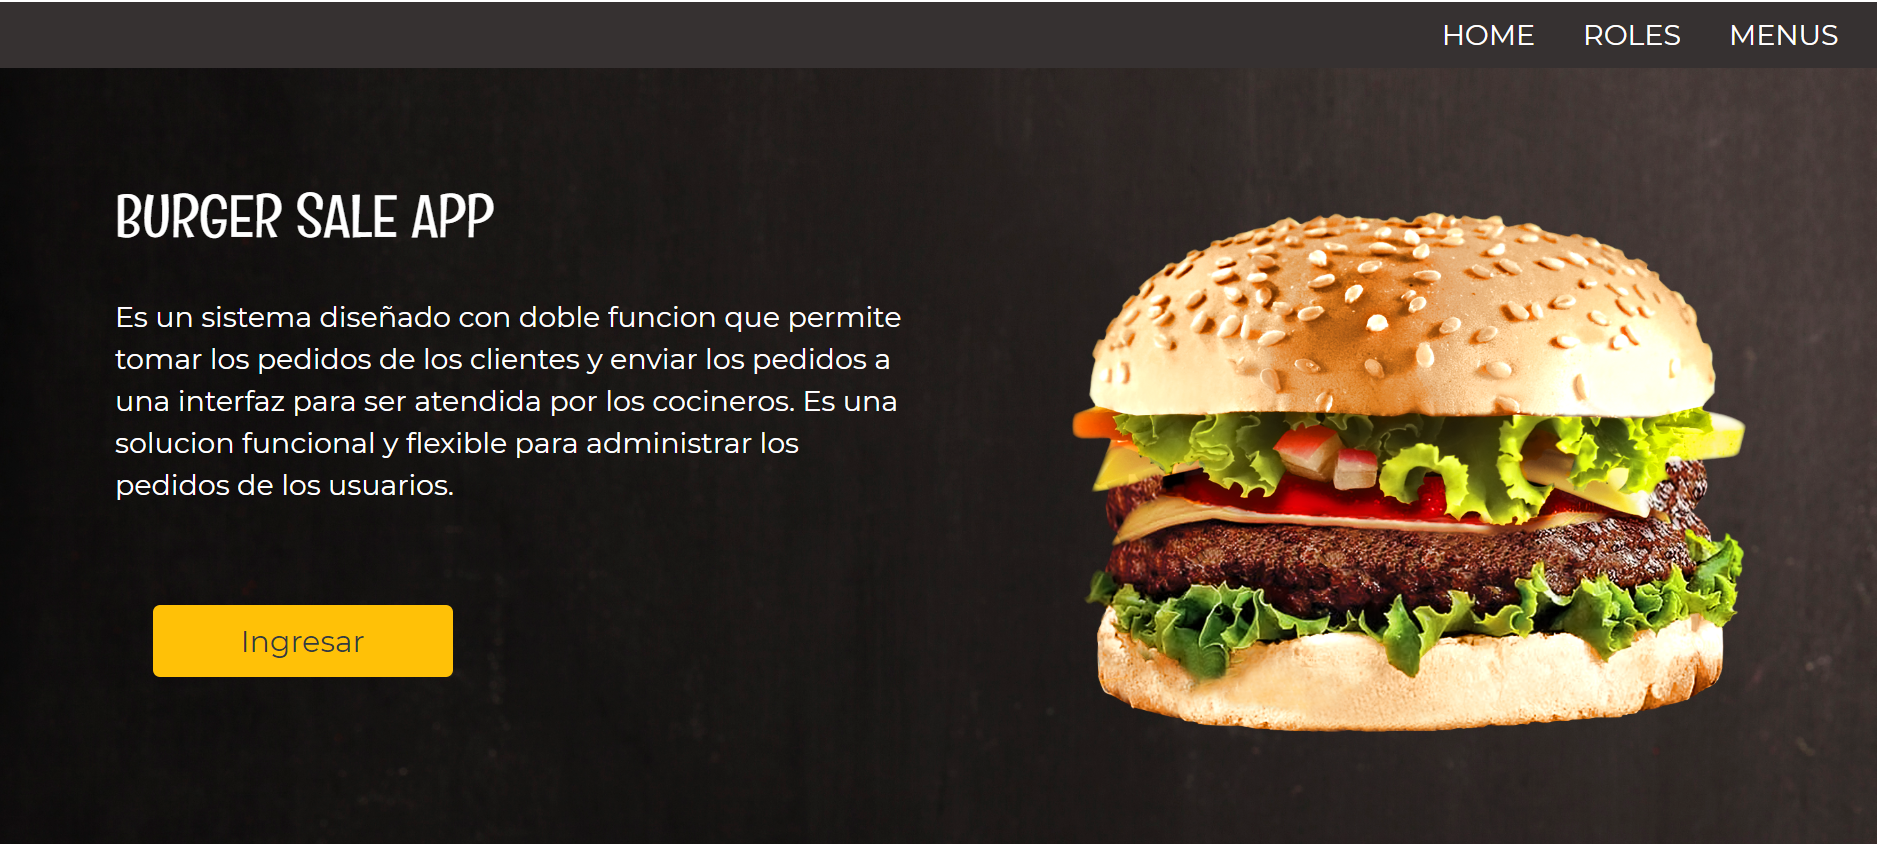 HOME ROLES MENUS
BURGER SALE APP
Es un sistema diseñado con doble funcion que permite
tomar los pedidos de los clientes y enviar los pedidos a
una interfaz para ser atendida por los cocineros. Es una
solucion funcional y flexible para administrar los
pedidos de los usuarios.
Ingresar